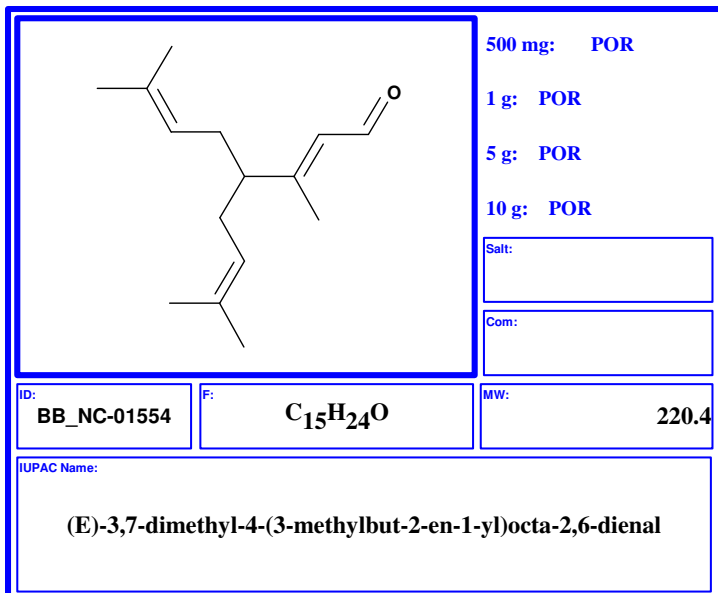 O
500 mg: POR
1 g: POR
5 g: POR
10 g: POR
Salt:
Com:
ID:
BB_NC-01554
F:
C15H24O
MW:
220.4
IUPAC Name:
(E)-3,7-dimethyl-4-(3-methylbut-2-en-1-yl)octa-2,6-dienal